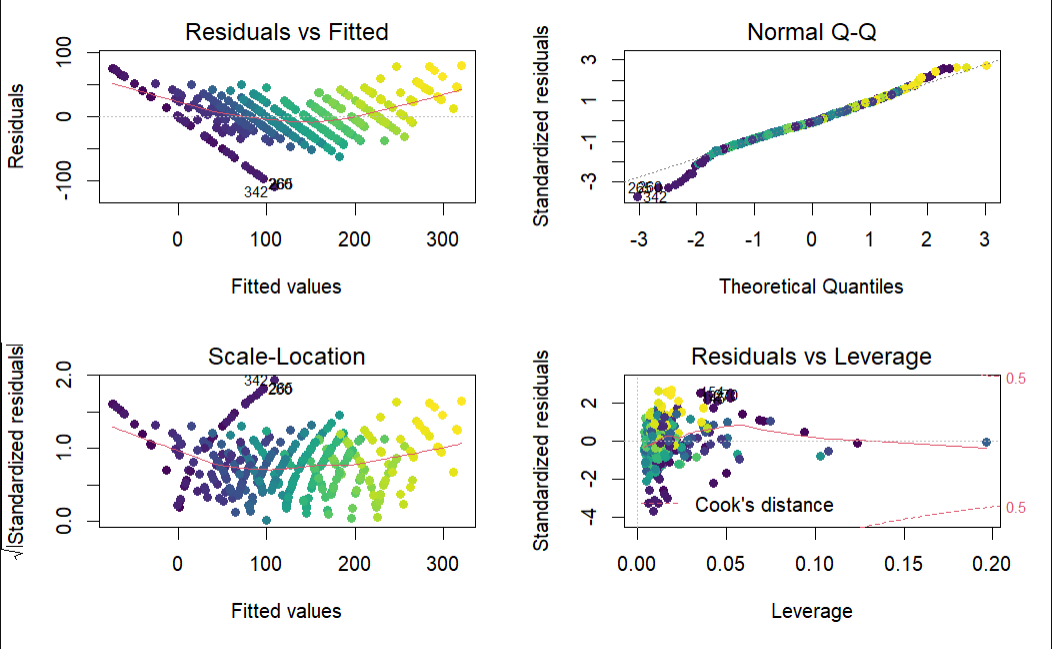 Residuals vs Fitted
Residuals
100
0
-100
342
0 100 200 300
Fitted values
Normal Q-Q
Standardized residuals
3
1
-1
-3
342
-3 -2 -1 0 1 2 3
Theoretical Quantiles
Scale-Location
√|Standardized residuals|
2.0
1.0
0.0
342
0 100 200 300
Fitted values
Residuals vs Leverage
Standardized residuals
2
0
-2
-4
0.5
0.5
Cook's distance
0.00 0.05 0.10 0.15 0.20
Leverage